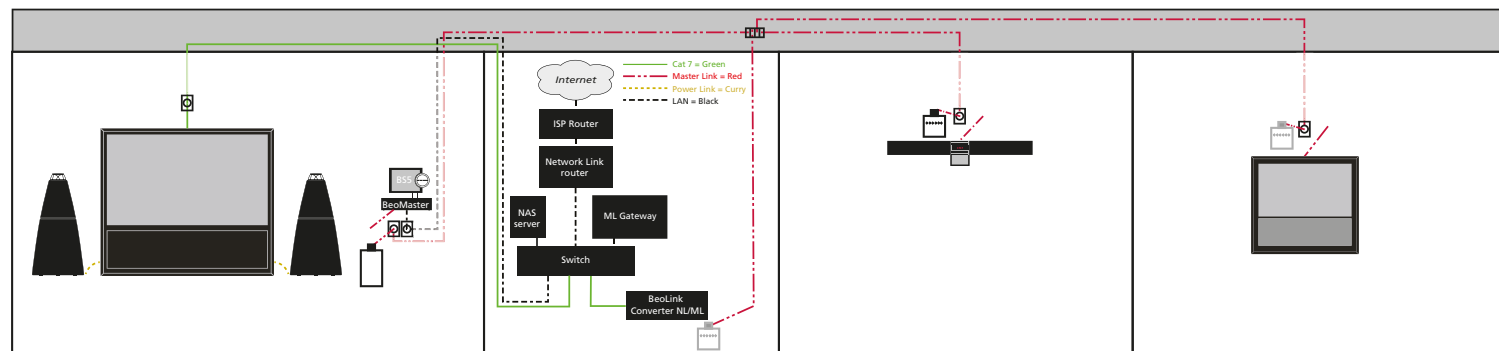 Internet
Cat 7 = Green
Master Link = Red
Power Link = Curry
LAN = Black
ISP Router
Network Link
router
BS5
BeoMaster
NAS
server
ML Gateway
Switch
BeoLink
Converter NL/ML